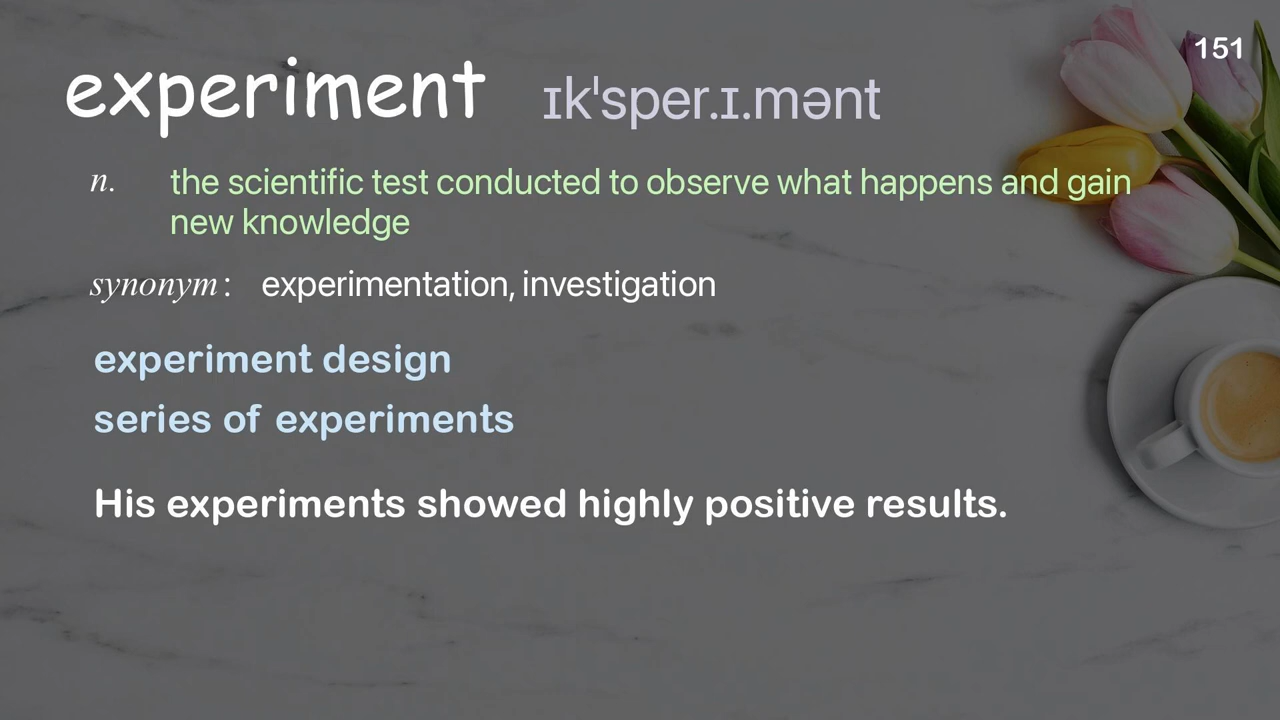 151
experiment ɪkˈsper.ɪ.mənt
n. the scientific test conducted to observe what happens and gain
new knowledge
synonym : experimentation, investigation
experiment design
series of experiments
His experiments showed highly positive results.